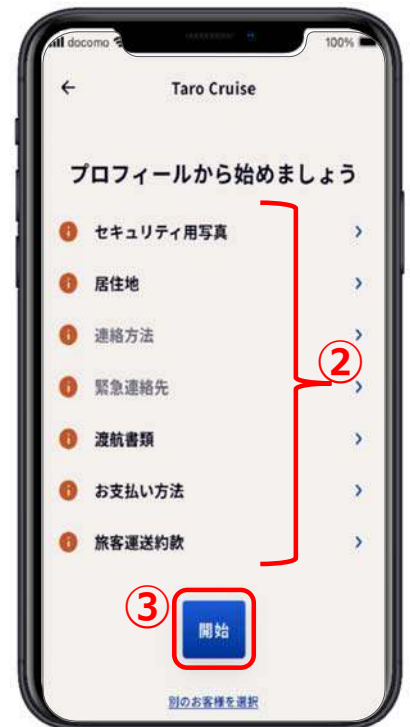 docomo
100%
Taro Cruise
プロフィールから始めましょう
セキュリティ用写真
居住地
連絡方法
②
緊急連絡先
渡航書類
お支払い方法
旅客運送約款
③
開始
別のお客様を選択